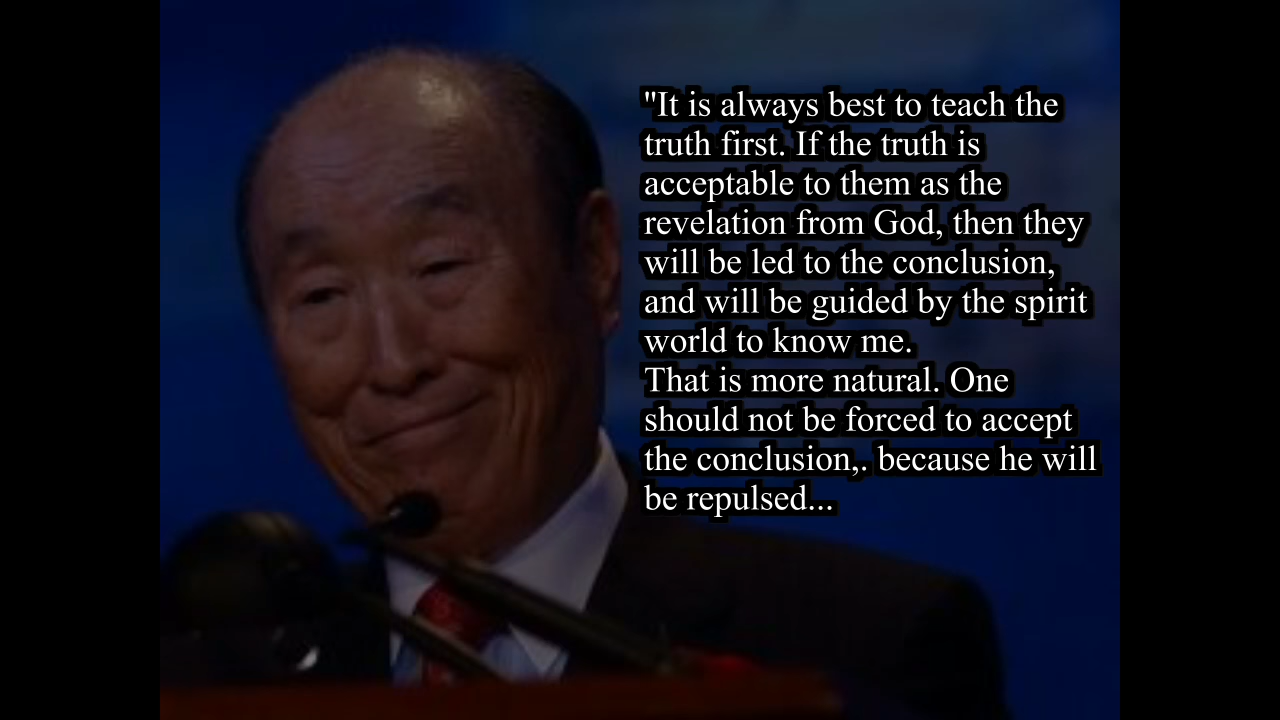 "It is always best to teach the
truth first. If the truth is
acceptable to them as the
revelation from God, then they
will be led to the conclusion,
and will be guided by the spirit
world to know me.
That is more natural. One
should not be forced to accept
the conclusion,. because he will
be repulsed...